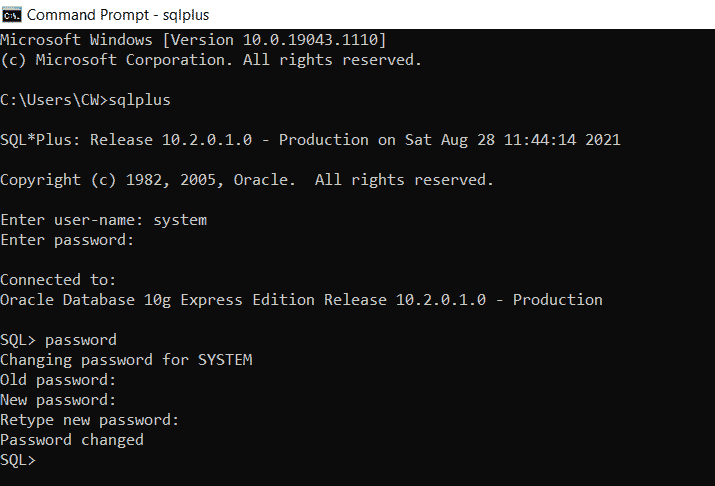 C:\. Command Prompt - sqlplus
Microsoft Windows [Version 10.0.19043.1110]
(c) Microsoft Corporation. All rights reserved.
C:\Users\CW>sqlplus
SQL*Plus: Release 10.2.0.1.0 - Production on Sat Aug 28 11:44:14 2021
Copyright (c) 1982, 2005, Oracle.  All rights reserved.
Enter user-name: system
Enter password:
Connected to:
Oracle Database 10g Express Edition Release 10.2.0.1.0 - Production
SQL> password
Changing password for SYSTEM
Old password:
New password:
Retype new password:
Password changed
SQL>